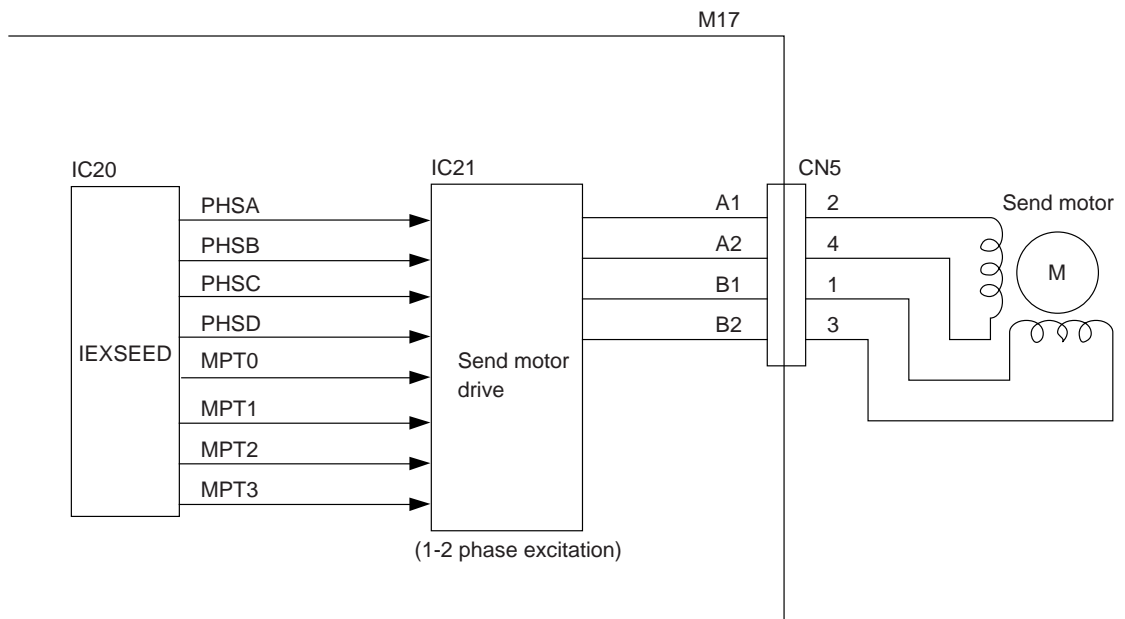 M17
IC20
IC21
CN5
PHSA
A1
2
Send motor
PHSB
A2
4
M
PHSC
B1
1
PHSD
B2
3
IEXSEED
MPT0
Send motor
drive
MPT1
MPT2
MPT3
(1-2 phase excitation)